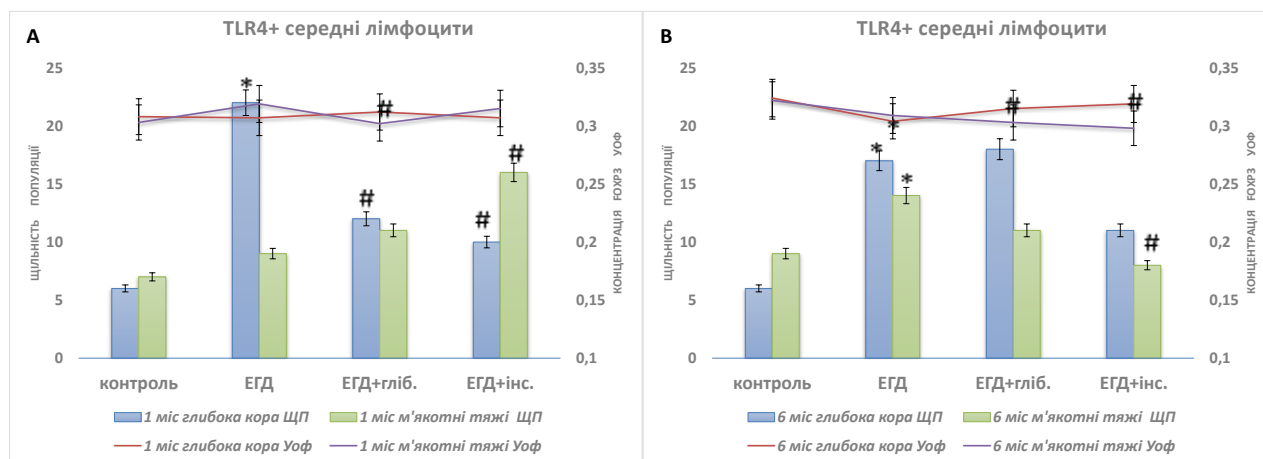 А
TLR4+ середні лімфоцити
ЩІЛЬНІСТЬ ПОПУЛЯЦІЇ
25
20
15
10
5
0
*
#
#
#
#
0,35
0,3
0,25
0,2
0,15
0,1
КОНЦЕНТРАЦІЯ FOXP3 УОФ
контроль ЕГД ЕГД+гліб. ЕГД+інс.
1 міс глибока кора ЩП 1 міс м'якотні тяжі ЩП
1 міс глибока кора Уоф 1 міс м'якотні тяжі Уоф
В
TLR4+ середні лімфоцити
ЩІЛЬНІСТЬ ПОПУЛЯЦІЇ
25
20
15
10
5
0
*
*
*
#
#
#
0,35
0,3
0,25
0,2
0,15
0,1
КОНЦЕНТРАЦІЯ FOXP3 УОФ
контроль ЕГД ЕГД+гліб. ЕГД+інс.
6 міс глибока кора ЩП 6 міс м'якотні тяжі ЩП
6 міс глибока кора Уоф 6 міс м'якотні тяжі Уоф